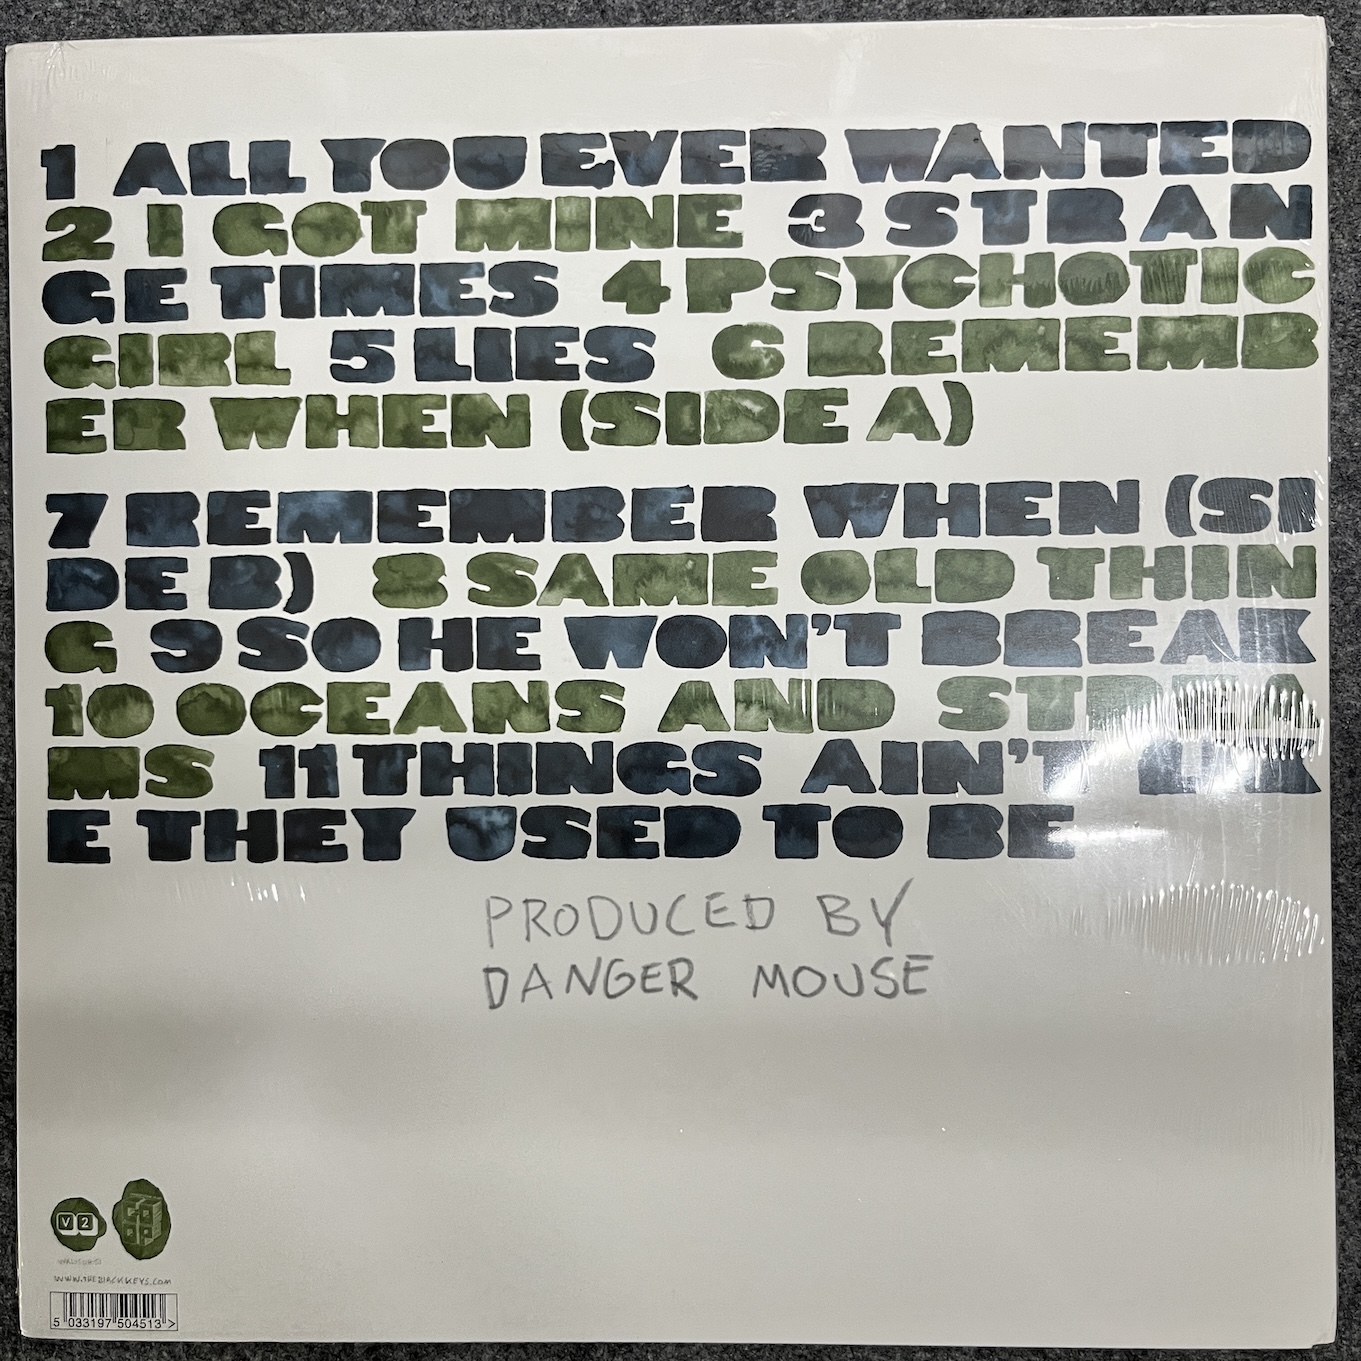 1 ALL YOU EVER WANTED
2 I GOT MINE 3 STRAN
GE TIMES 4 PSYCHOTIC
GIRL 5 LIES 6 REMEMB
ER WHEN (SIDE A)
7 REMEMBER WHEN (SI
DE B) 8 SAME OLD THIN
G 9 SO HE WON'T BREAK
10 OCEANS AND STREA
MS 11 THINGS AIN'T LIK
E THEY USED TO BE
PRODUCED BY
DANGER MOUSE
V2
WWW.THEBLACKKEYS.COM
5 033197 504513 >